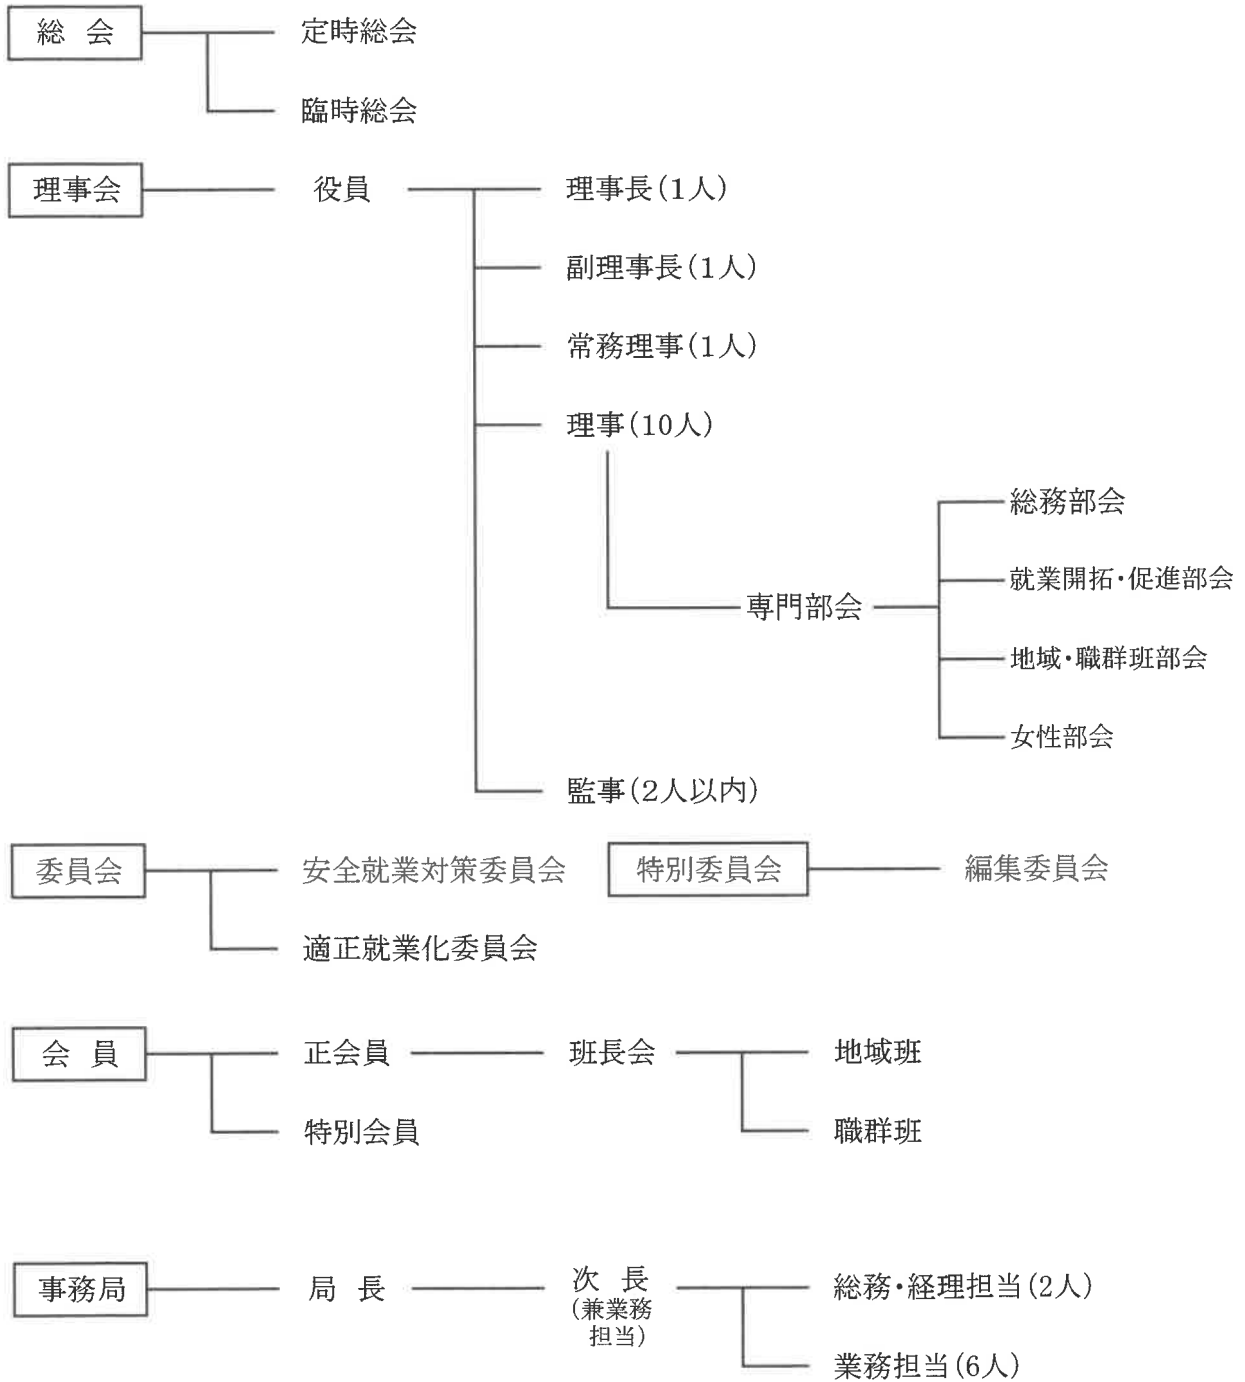 総 会
定時総会
臨時総会
理事会
役員
理事長(1人)
副理事長(1人)
常務理事(1人)
理事(10人)
専門部会
総務部会
就業開拓・促進部会
地域・職群班部会
女性部会
監事(2人以内)
委員会
安全就業対策委員会
適正就業化委員会
特別委員会
編集委員会
会 員
正会員
班長会
地域班
職群班
特別会員
事務局
局 長
次 長
(兼業務
担当)
総務・経理担当(2人)
業務担当(6人)